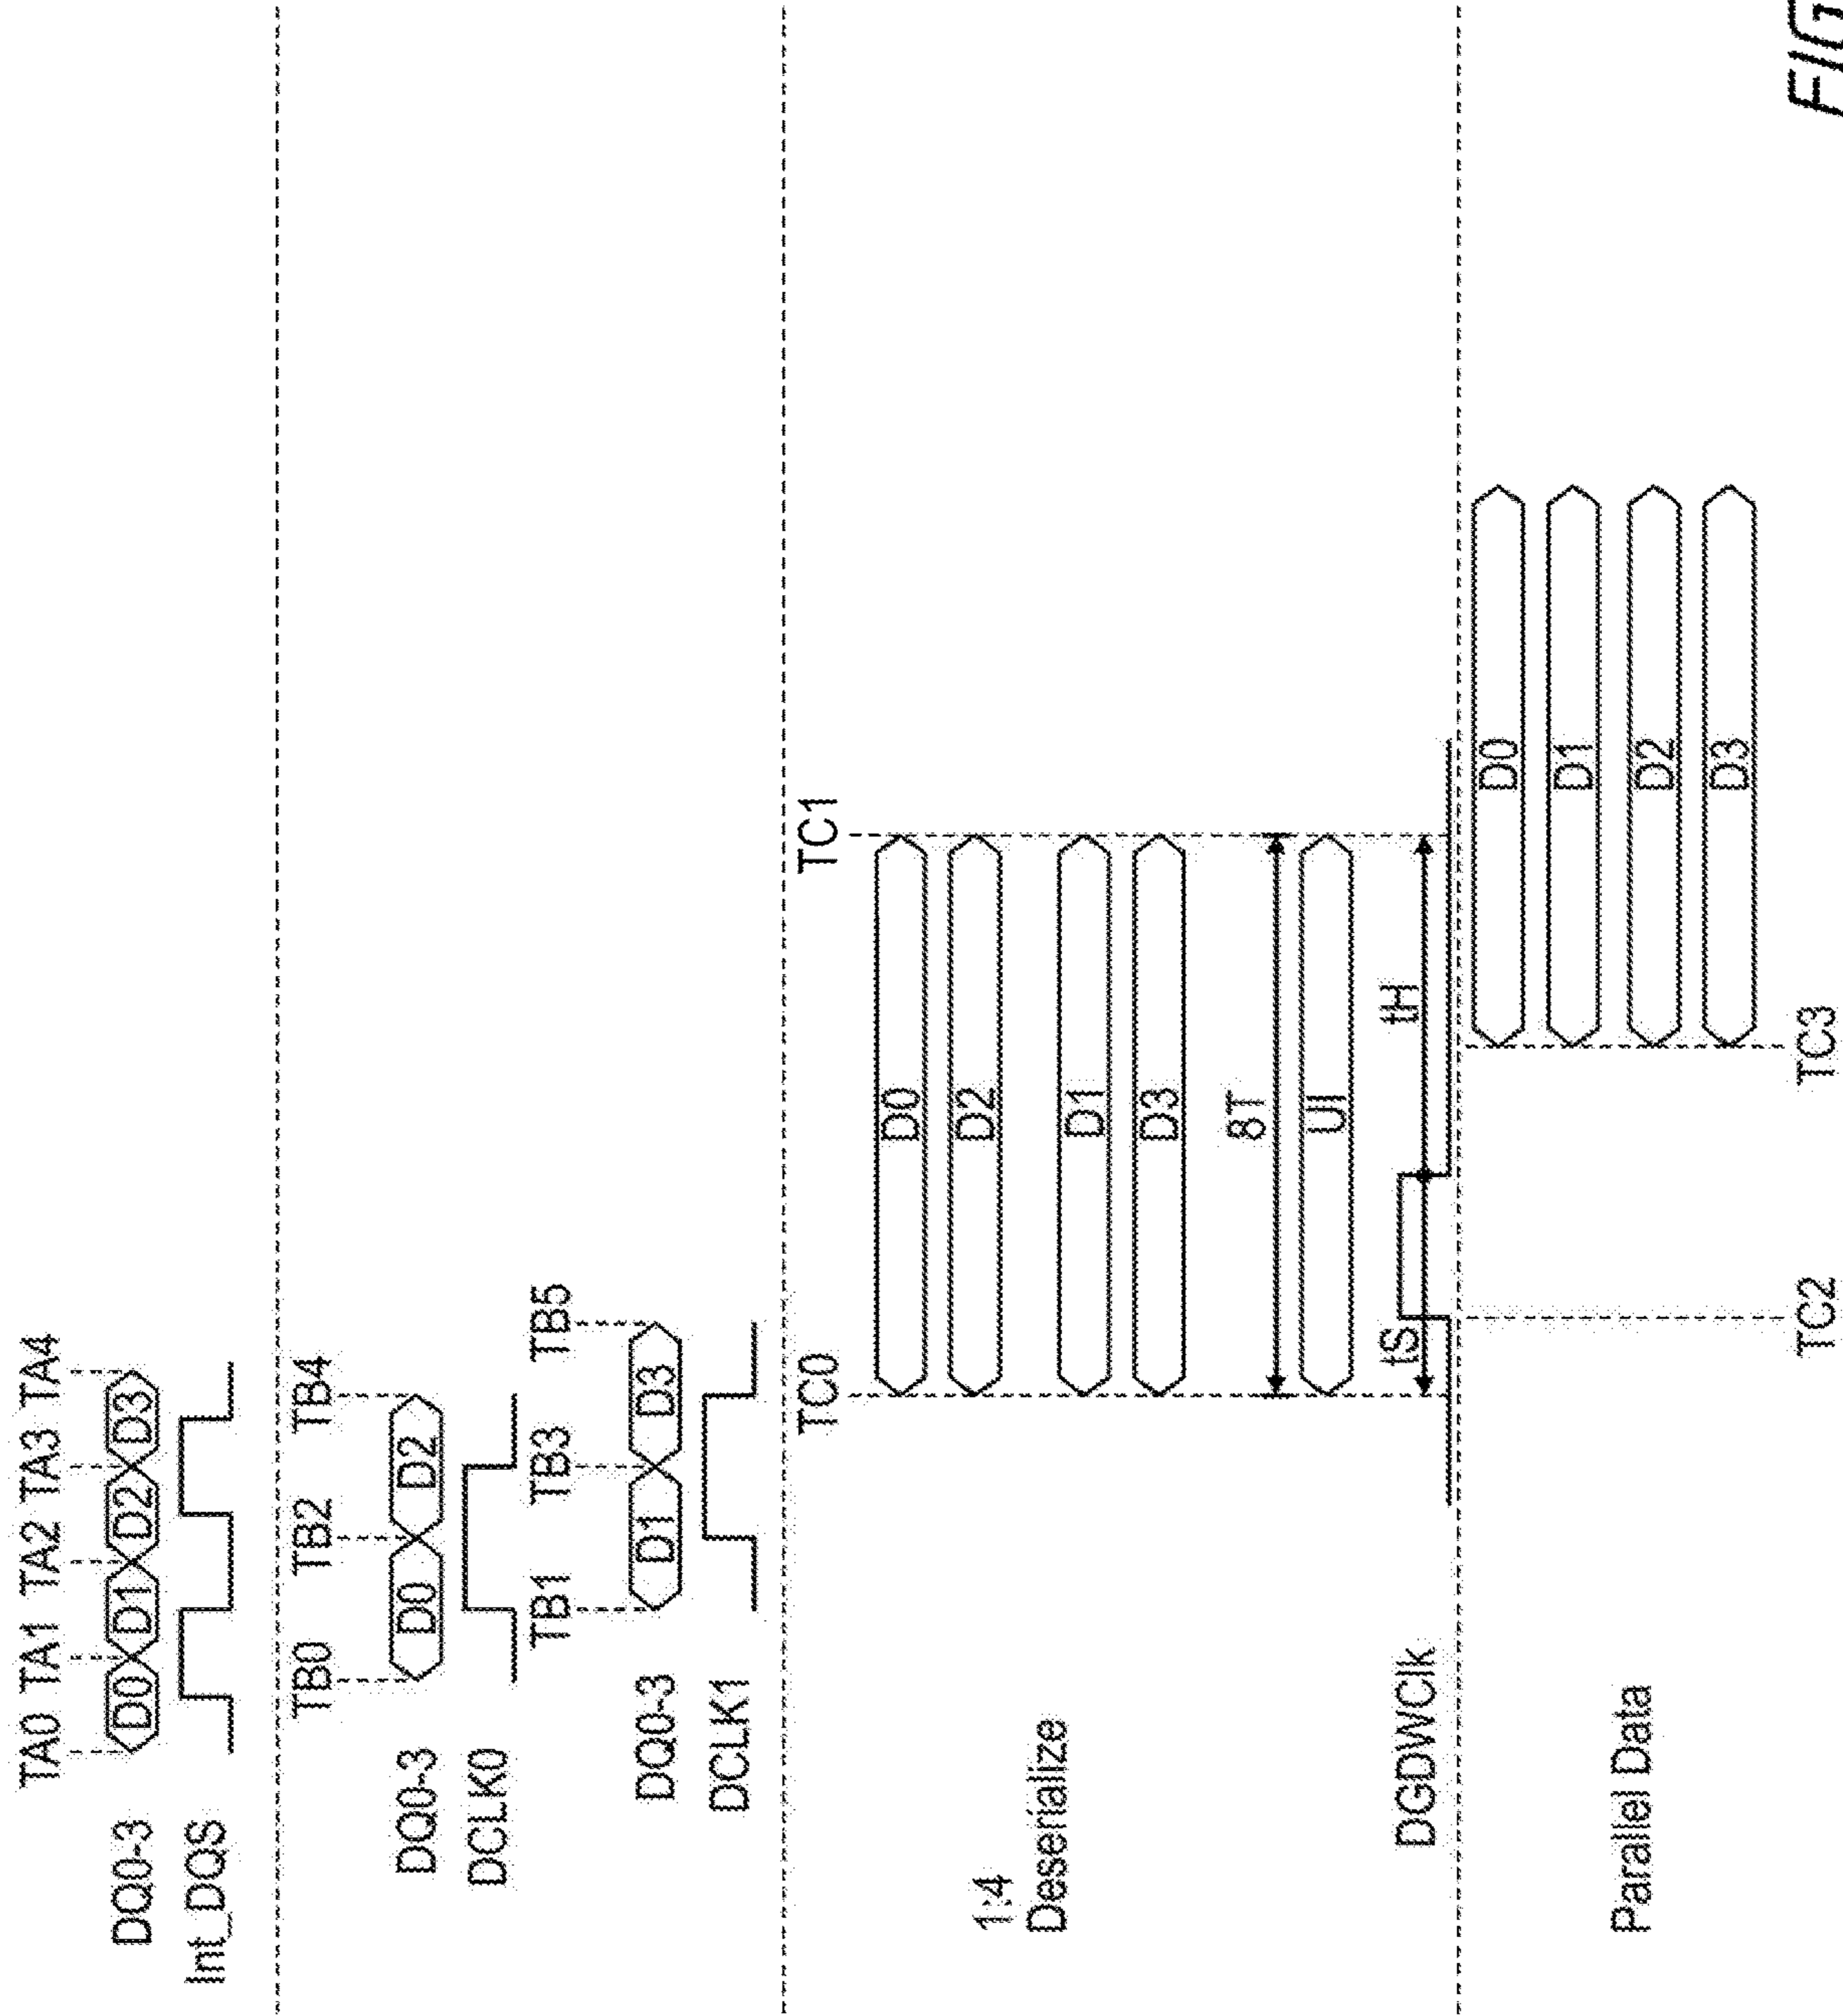 TA0 TA1 TA2 TA3 TA4
DQ0-3 D0 D1 D2 D3
Int_DQS
TB0 TB2 TB4
DQ0-3 D0 D2
DCLK0
TB1 TB3 TB5
DQ0-3 D1 D3
DCLK1
TC0 TC1
D0
D2
1:4
Deserialize
D1
D3
8T
UI
tS tH
DGDWClk
D0
D1
Parallel Data
D2
D3
TC2 TC3